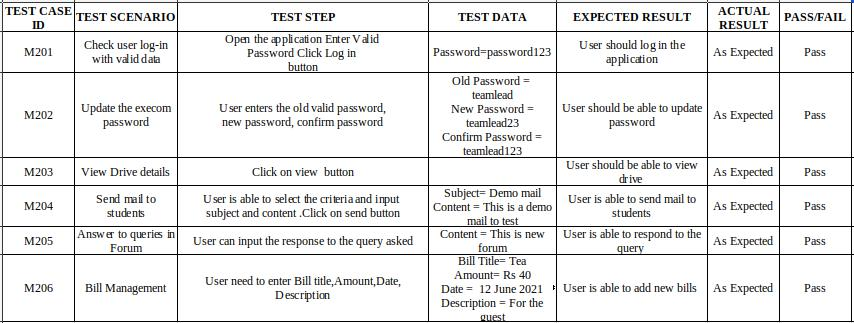 TEST CASE ID TEST SCENARIO TEST STEP TEST DATA EXPECTED RESULT ACTUAL RESULT PASS/FAIL
M201 Check user log-in with valid data Open the application Enter Valid Password Click Log in button Password=password123 User should log in the application As Expected Pass
M202 Update the execom password User enters the old valid password, new password, confirm password Old Password = teamlead New Password = teamlead23 Confirm Password = teamlead123 User should be able to update password As Expected Pass
M203 View Drive details Click on view button User should be able to view drive As Expected Pass
M204 Send mail to students User is able to select the criteria and input subject and content .Click on send button Subject= Demo mail Content = This is a demo mail to test User is able to send mail to students As Expected Pass
M205 Answer to queries in Forum User can input the response to the query asked Content = This is new forum User is able to respond to the query As Expected Pass
M206 Bill Management User need to enter Bill title,Amount,Date, Description Bill Title= Tea Amount= Rs 40 Date = 12 June 2021 Description = For the guest User is able to add new bills As Expected Pass